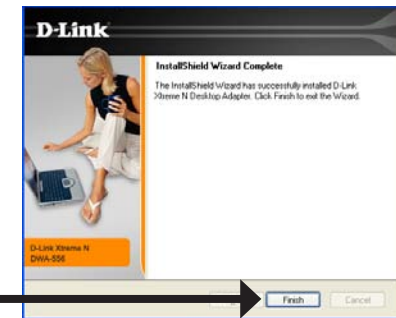 D-Link
InstallShield Wizard Complete
The InstallShield Wizard has successfully installed D-Link
Xtreme N Desktop Adapter. Click Finish to exit the Wizard.
D-Link Xtreme N
DWA-556
Finish
Cancel